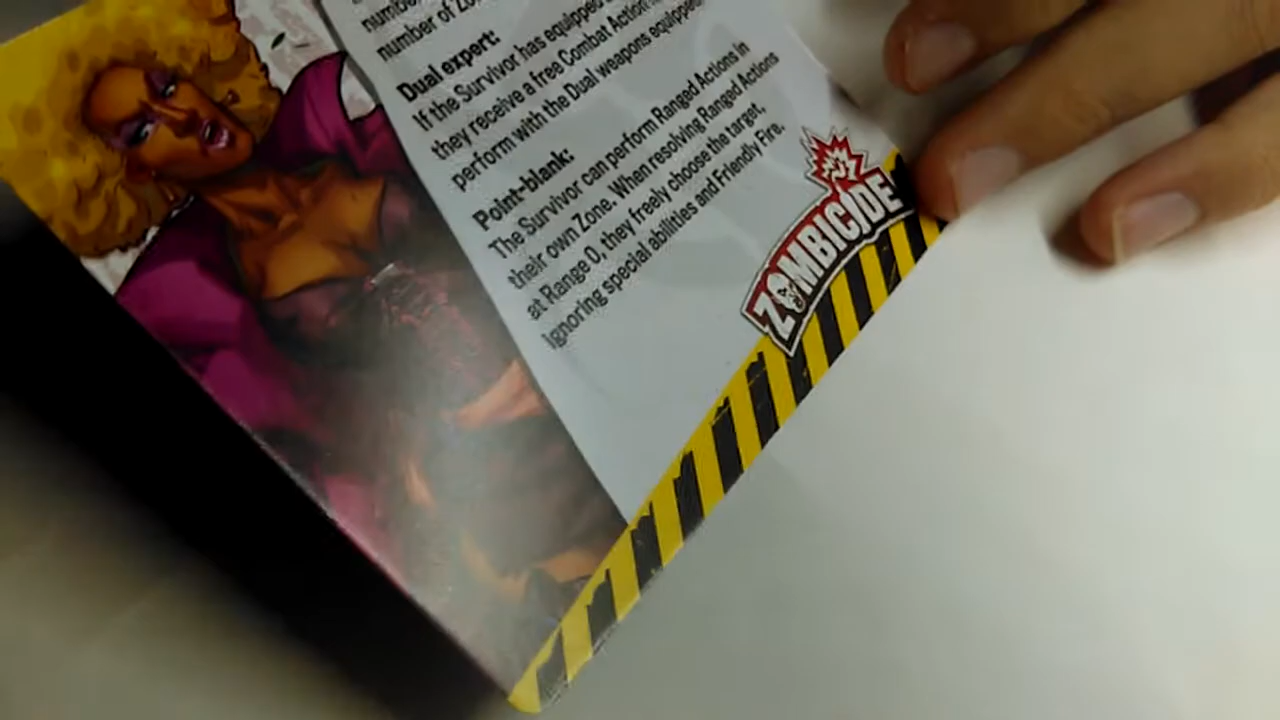 number of
Dual expert:
If the Survivor has equipped
they receive a free Combat Action
perform with the Dual weapons equipped
Point-blank:
The Survivor can perform Ranged Actions in
their own Zone. When resolving Ranged Actions
at Range 0, they freely choose the target,
ignoring special abilities and Friendly Fire.
ZOMBICIDE